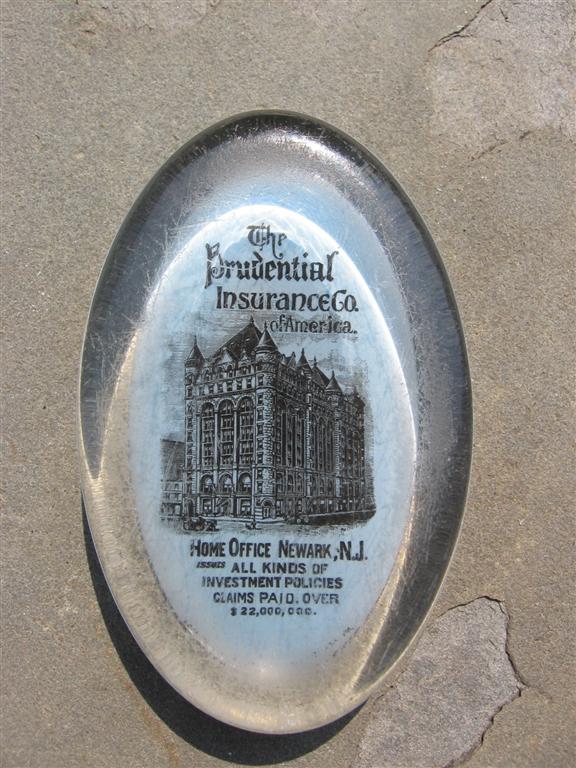 The
Prudential
Insurance Co.
of America.
HOME OFFICE NEWARK, N.J.
ISSUES ALL KINDS OF
INVESTMENT POLICIES
CLAIMS PAID. OVER
$22,000,000.